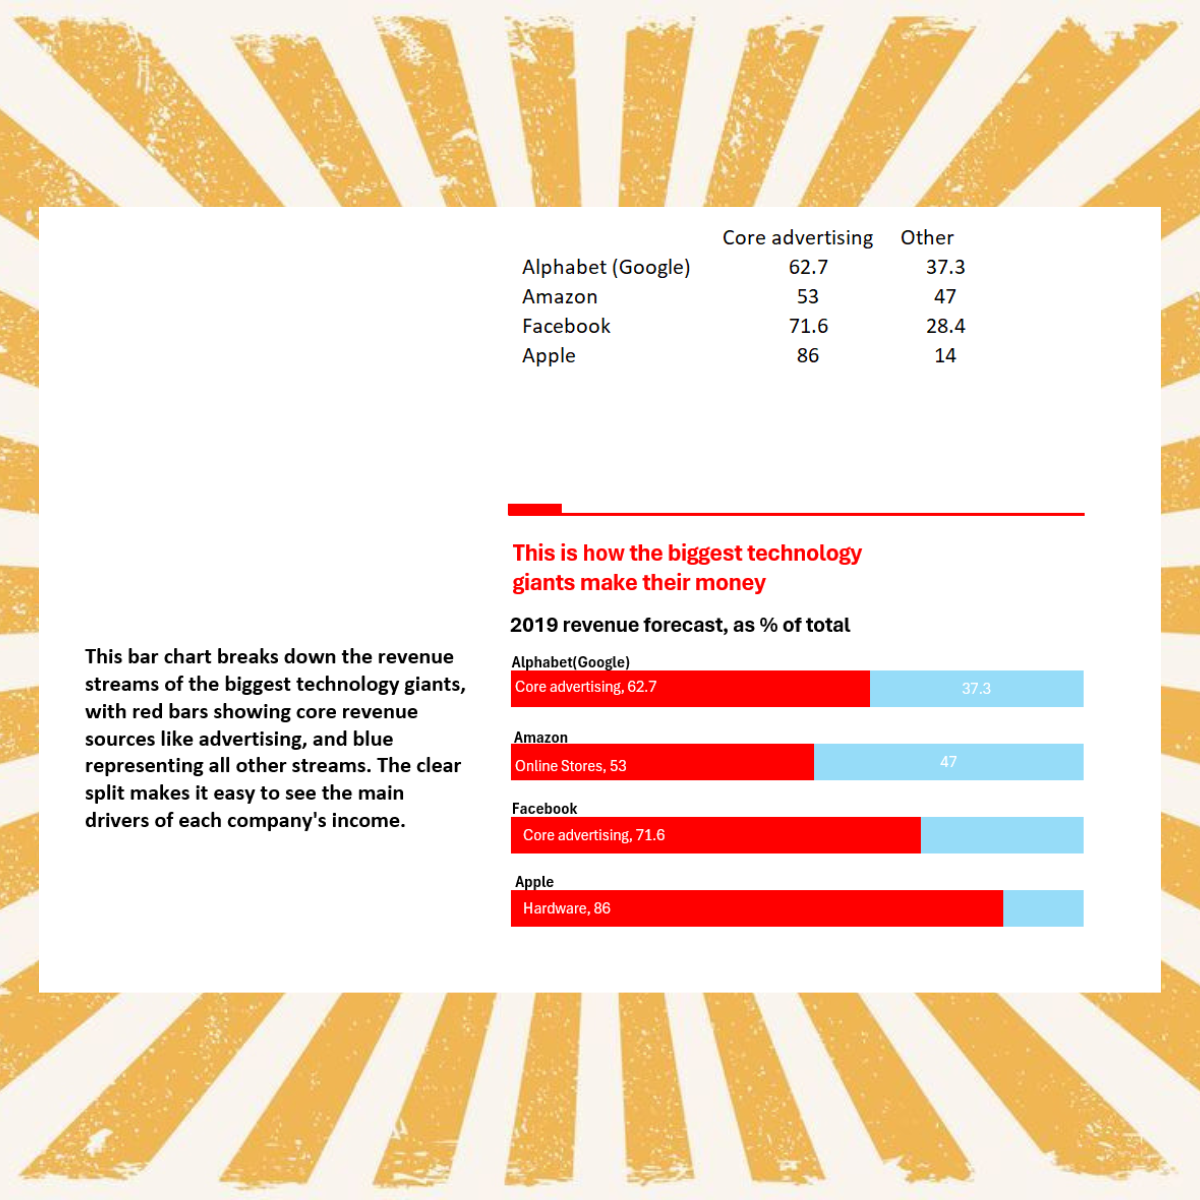 Core advertising Other
Alphabet (Google) 62.7 37.3
Amazon 53 47
Facebook 71.6 28.4
Apple 86 14
This is how the biggest technology
giants make their money
2019 revenue forecast, as % of total
Alphabet(Google)
Core advertising, 62.7 37.3
Amazon
Online Stores, 53 47
Facebook
Core advertising, 71.6
Apple
Hardware, 86
This bar chart breaks down the revenue
streams of the biggest technology giants,
with red bars showing core revenue
sources like advertising, and blue
representing all other streams. The clear
split makes it easy to see the main
drivers of each company's income.